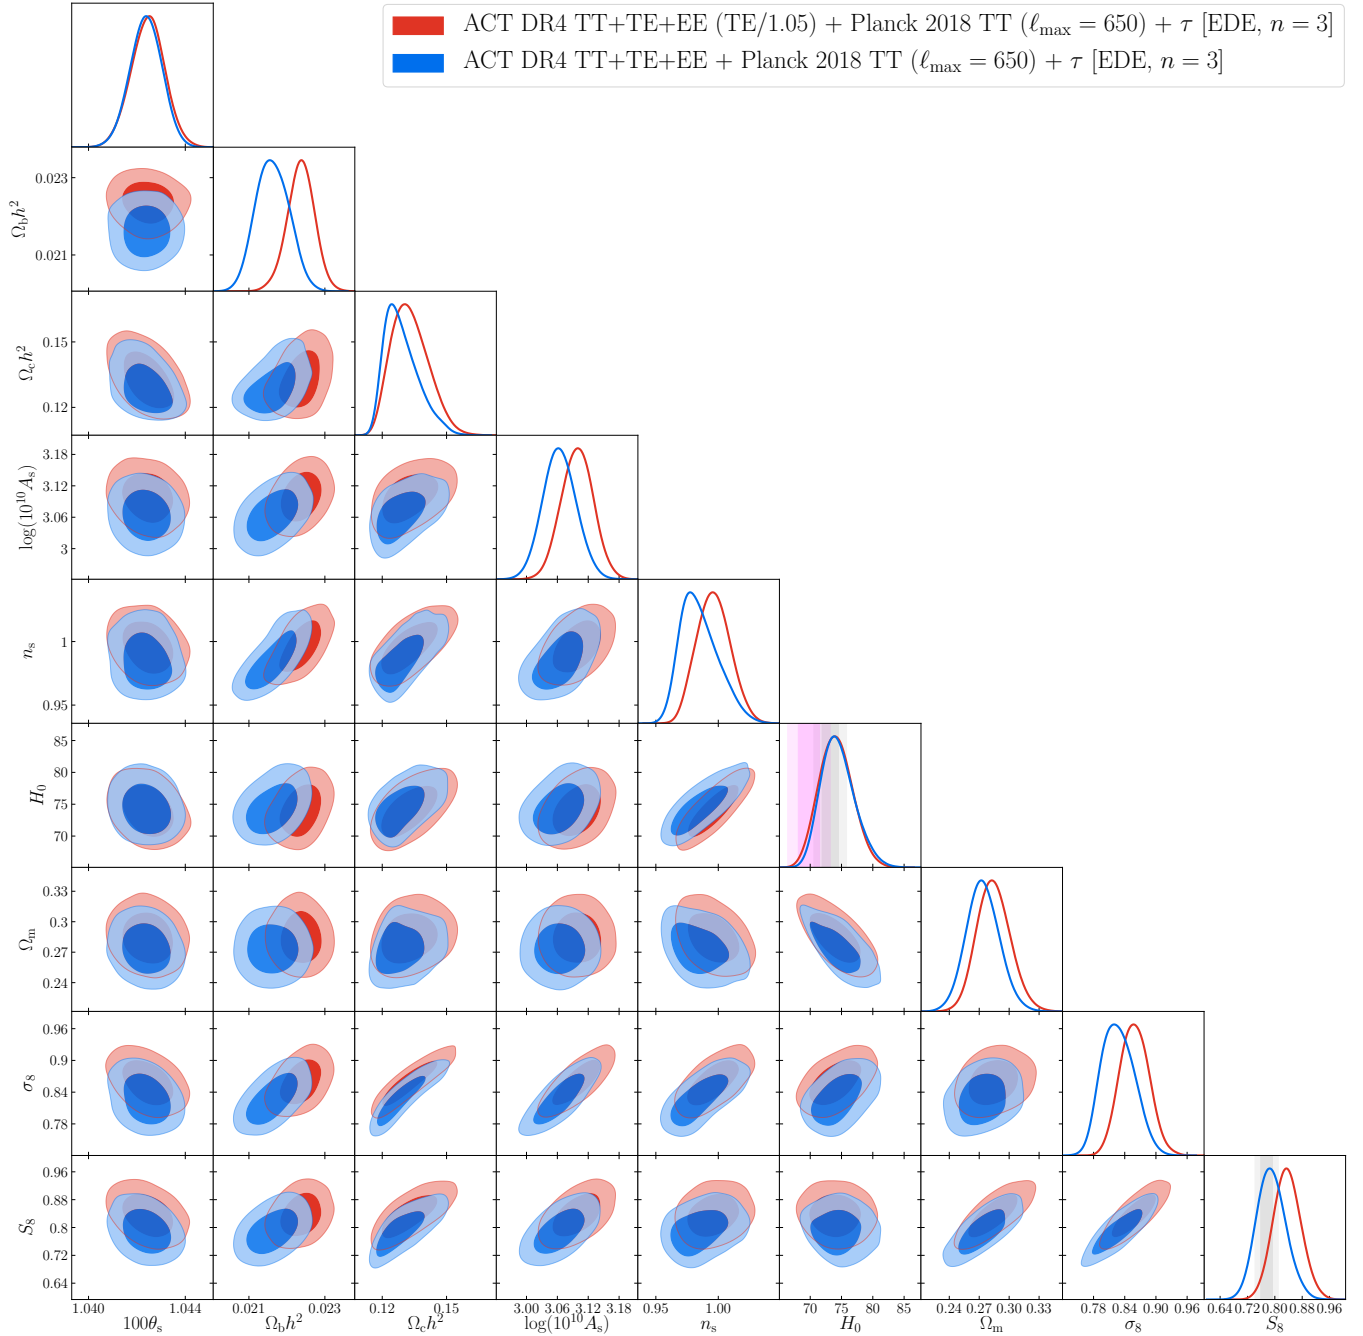 ACT DR4 TT+TE+EE (TE/1.05) + Planck 2018 TT (ℓmax = 650) + τ [EDE, n = 3]
ACT DR4 TT+TE+EE + Planck 2018 TT (ℓmax = 650) + τ [EDE, n = 3]
Ωbh²
0.023
0.021
Ωch²
0.15
0.12
log(10¹⁰As)
3.18
3.12
3.06
3
ns
1
0.95
H0
85
80
75
70
Ωm
0.33
0.3
0.27
0.24
σ8
0.96
0.9
0.84
0.78
S8
0.96
0.88
0.8
0.72
0.64
1.040 1.044 0.021 0.023 0.12 0.15 3.00 3.06 3.12 3.18 0.95 1.00 70 75 80 85 0.24 0.27 0.30 0.33 0.78 0.84 0.90 0.96 0.64 0.72 0.80 0.88 0.96
100θs Ωbh² Ωch² log(10¹⁰As) ns H0 Ωm σ8 S8